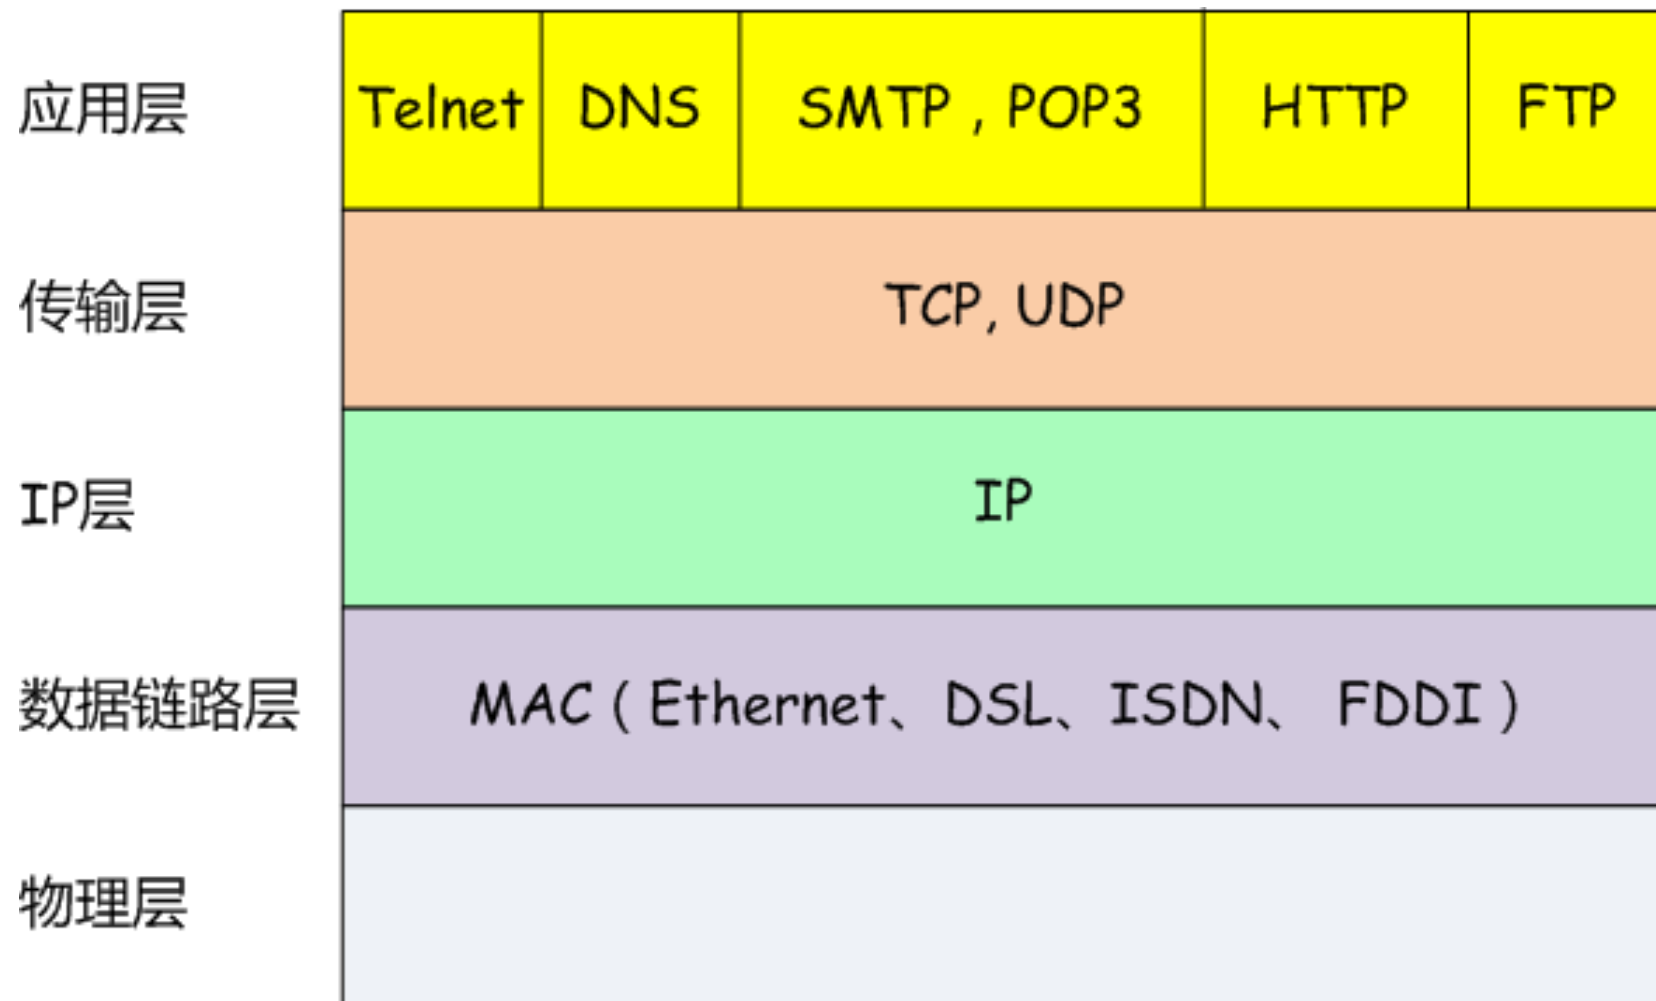 应用层 Telnet DNS SMTP , POP3 HTTP FTP
传输层 TCP, UDP
IP层 IP
数据链路层 MAC ( Ethernet、DSL、ISDN、 FDDI )
物理层